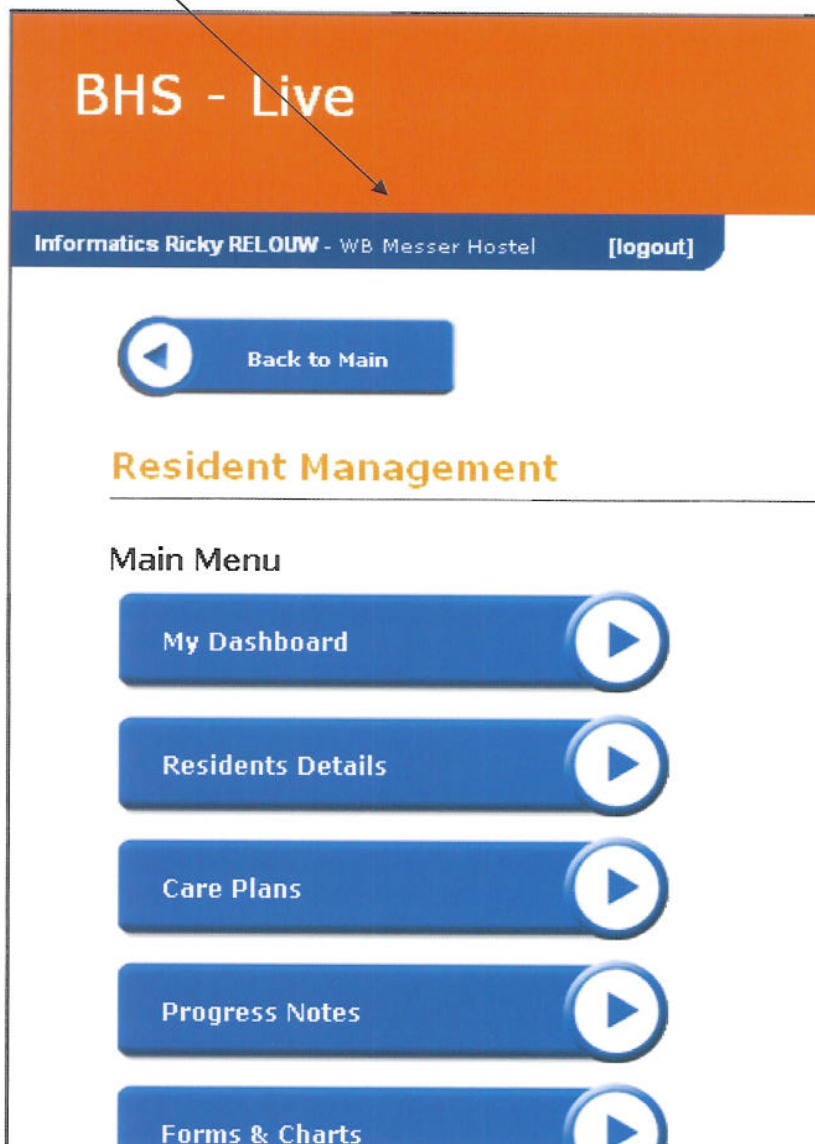 BHS - Live
Informatics Ricky RELOUW - WB Messer Hostel [logout]
Back to Main
Resident Management
Main Menu
My Dashboard
Residents Details
Care Plans
Progress Notes
Forms & Charts